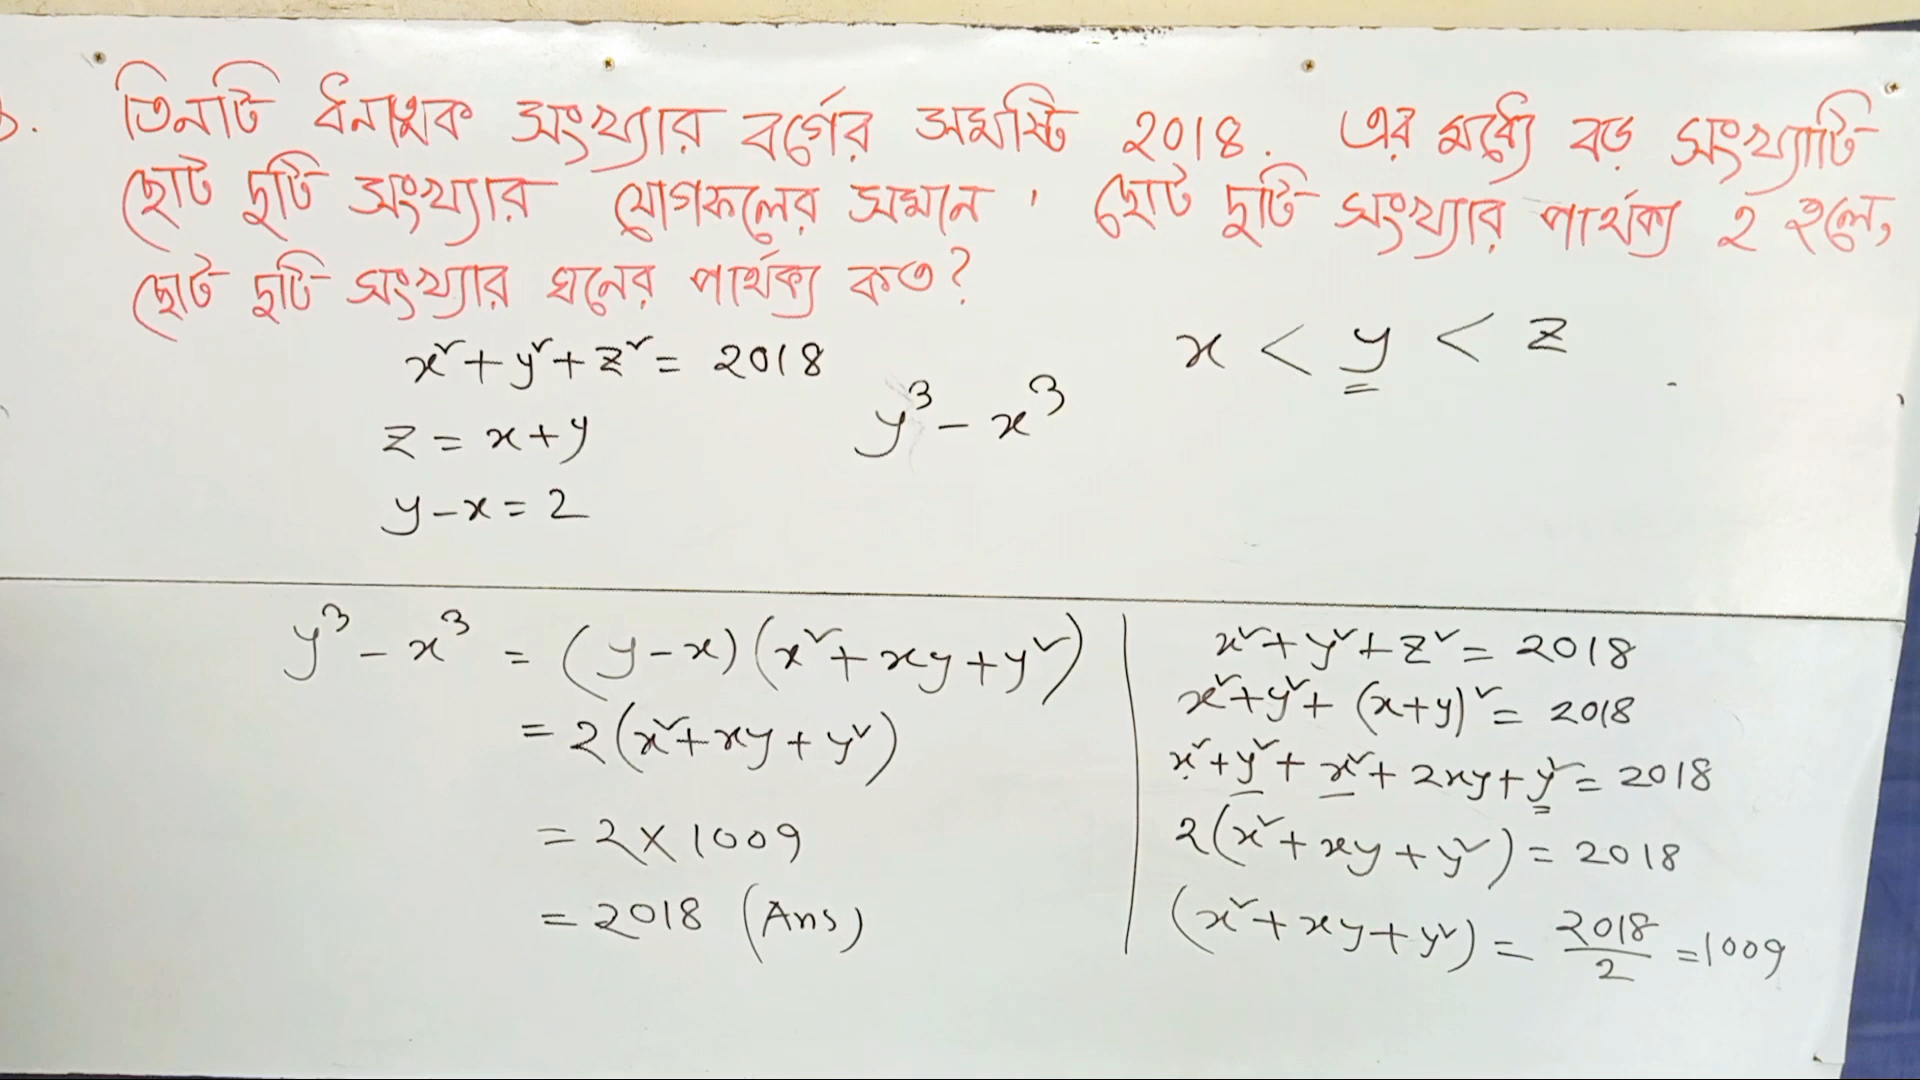 তিনটি ধনাত্মক সংখ্যার বর্গের সমষ্টি 2018. এর মধ্যে বড় সংখ্যাটি
ছোট দুটি সংখ্যার যোগফলের সমান, ছোট দুটি সংখ্যার পার্থক্য ২ হলে,
ছোট দুটি সংখ্যার ঘনের পার্থক্য কত?
x²+y²+z²= 2018
x < y < z
z = x+y
y³-x³
y-x=2
y³-x³ = (y-x)(x²+xy+y²)
=2(x²+xy+y²)
=2×1009
=2018 (Ans)
x²+y²+z²=2018
x²+y²+(x+y)²=2018
x²+y²+x²+2xy+y²=2018
2(x²+xy+y²)=2018
(x²+xy+y²)=2018/2=1009